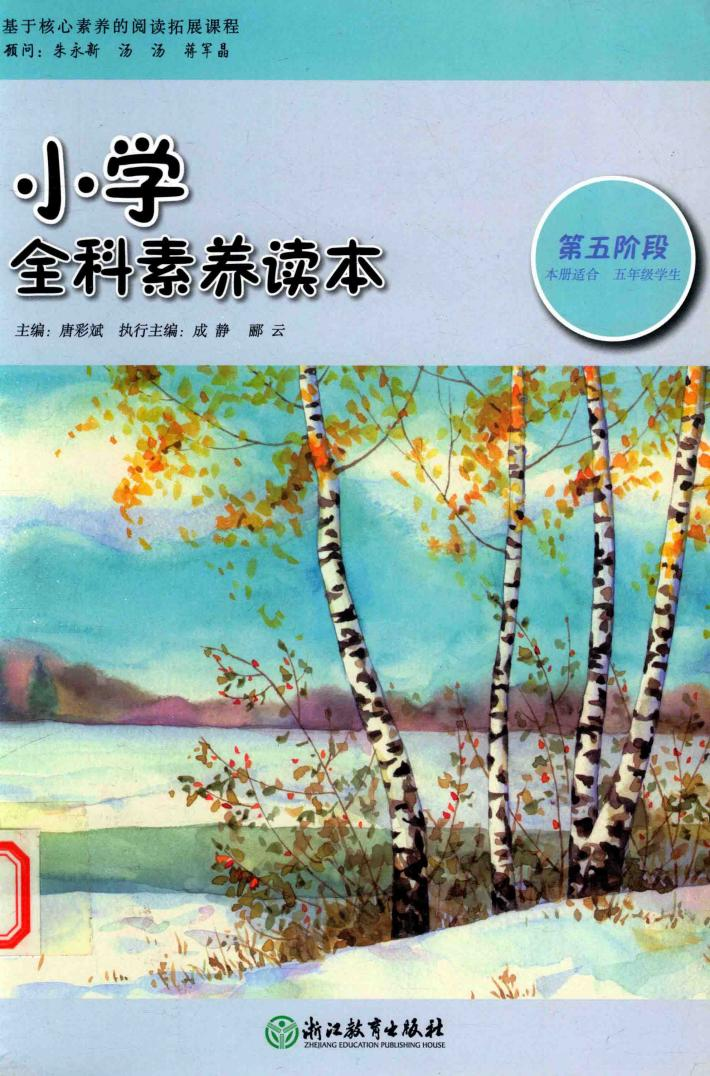 基于核心素养的阅读拓展课程
顾问：朱永新 汤 汤 蒋军晶
小学
全科素养读本
第五阶段
本册适合 五年级学生
主编：唐彩斌 执行主编：成 静 郦 云
浙江教育出版社
ZHEJIANG EDUCATION PUBLISHING HOUSE